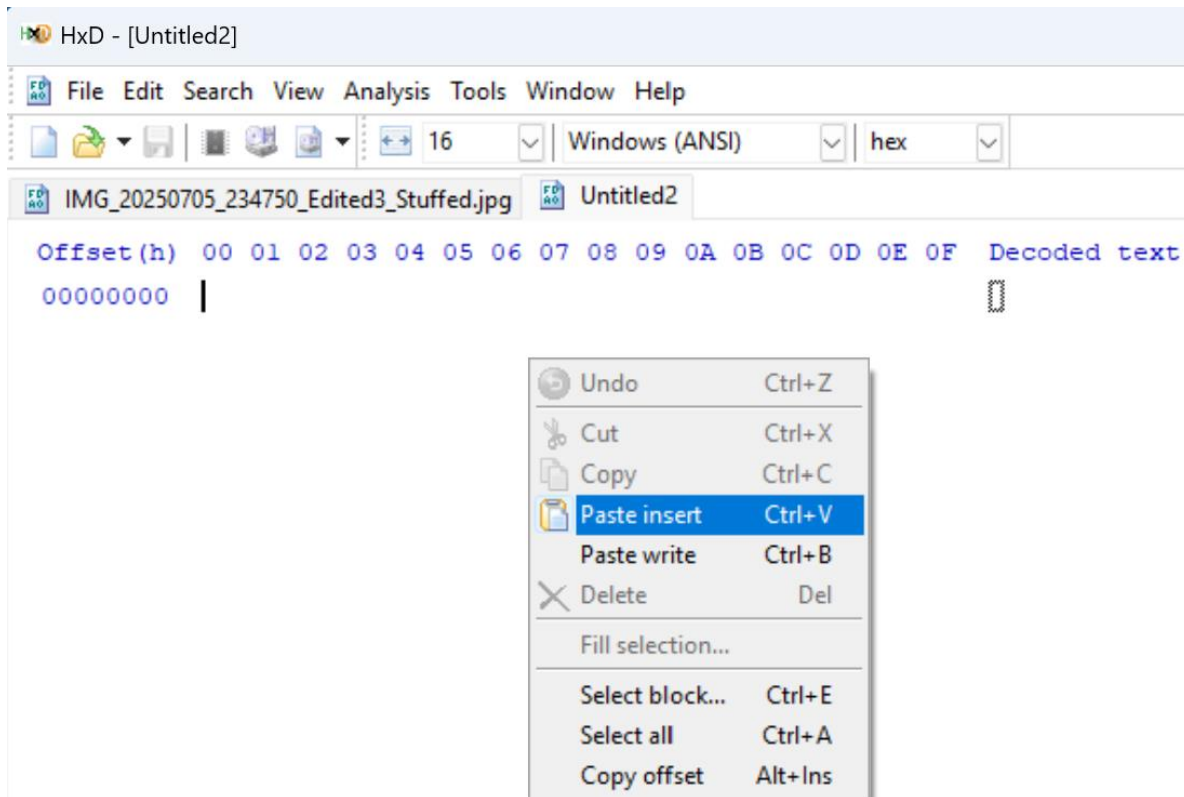 HxD - [Untitled2]
File Edit Search View Analysis Tools Window Help
16 Windows (ANSI) hex
IMG_20250705_234750_Edited3_Stuffed.jpg Untitled2
Offset(h) 00 01 02 03 04 05 06 07 08 09 0A 0B 0C 0D 0E 0F Decoded text
00000000
Undo Ctrl+Z
Cut Ctrl+X
Copy Ctrl+C
Paste insert Ctrl+V
Paste write Ctrl+B
Delete Del
Fill selection...
Select block... Ctrl+E
Select all Ctrl+A
Copy offset Alt+Ins